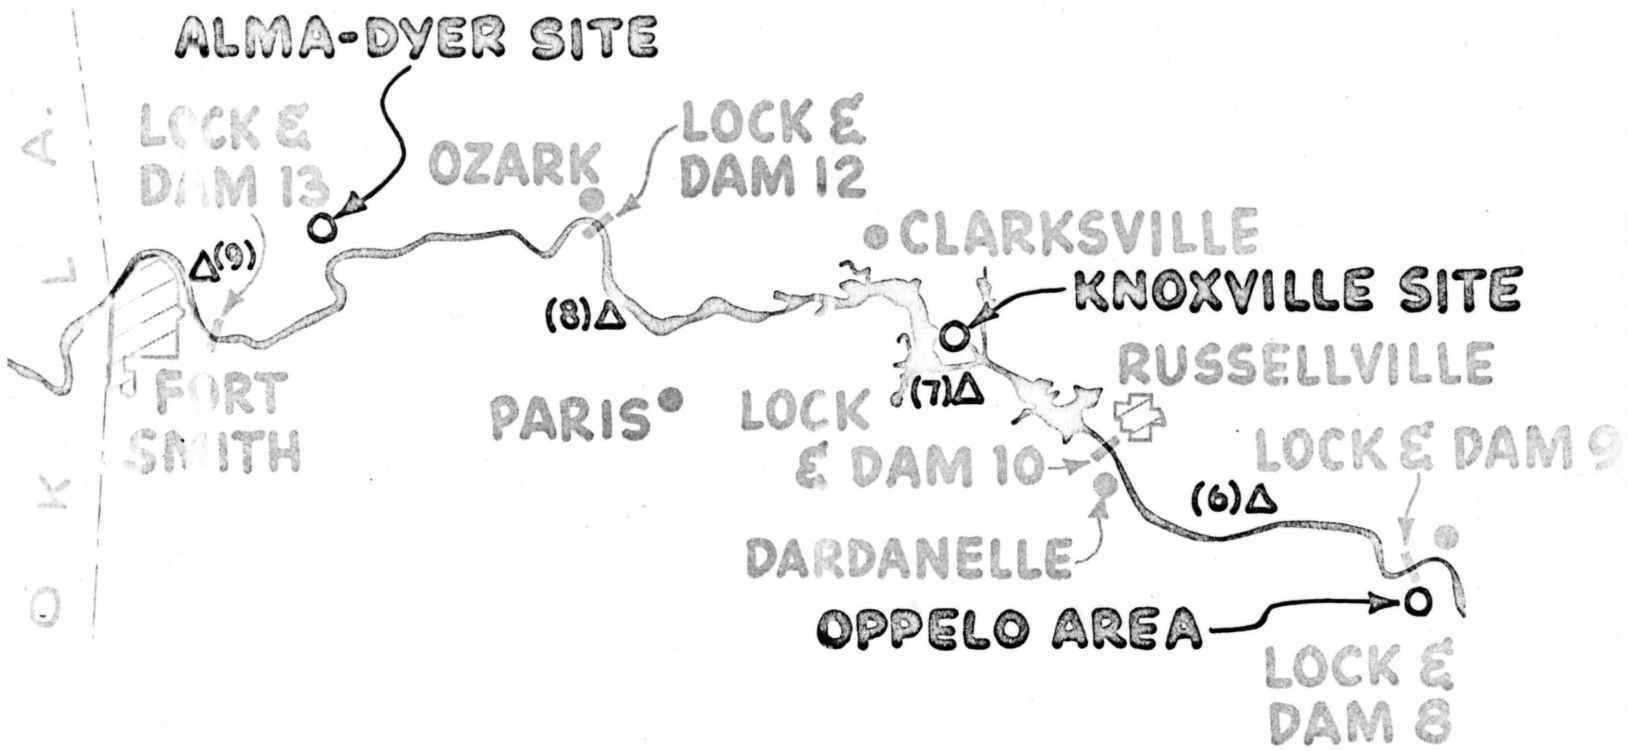 ALMA-DYER SITE
LOCK &
DAM 13
OZARK
LOCK &
DAM 12
CLARKSVILLE
KNOXVILLE SITE
(9)
(8)
RUSSELLVILLE
(7)
PARIS
LOCK
& DAM 10
FORT
SMITH
LOCK & DAM 9
(6)
DARDANELLE
OPPELO AREA
LOCK &
DAM 8
OKLA.